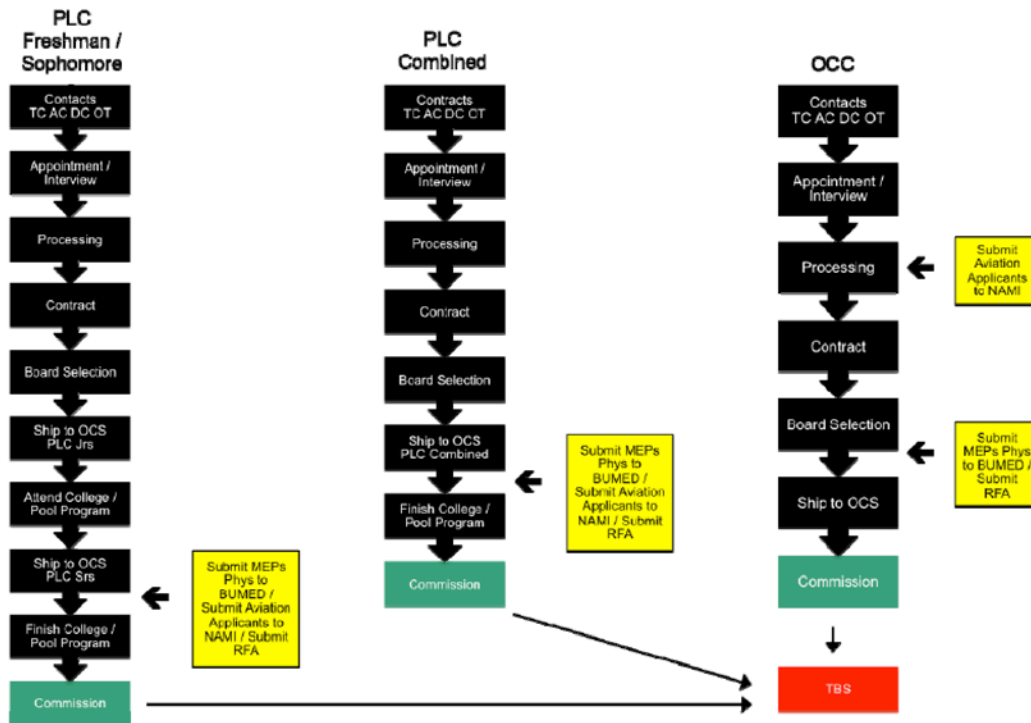 PLC
Freshman /
Sophomore
Contacts
TC AC DC OT
Appointment /
Interview
Processing
Contract
Board Selection
Ship to OCS
PLC Jrs
Attend College /
Pool Program
Ship to OCS
PLC Srs
Finish College /
Pool Program
Commission
Submit MEPs
Phys to
BUMED /
Submit Aviation
Applicants to
NAMI / Submit
RFA
PLC
Combined
Contracts
TC AC DC OT
Appointment /
Interview
Processing
Contract
Board Selection
Ship to OCS
PLC Combined
Finish College /
Pool Program
Commission
Submit MEPs
Phys to
BUMED /
Submit Aviation
Applicants to
NAMI / Submit
RFA
OCC
Contacts
TC AC DC OT
Appointment /
Interview
Processing
Contract
Board Selection
Ship to OCS
Commission
TBS
Submit
Aviation
Applicants
to NAMI
Submit
MEPs Phys
to BUMED /
Submit
RFA